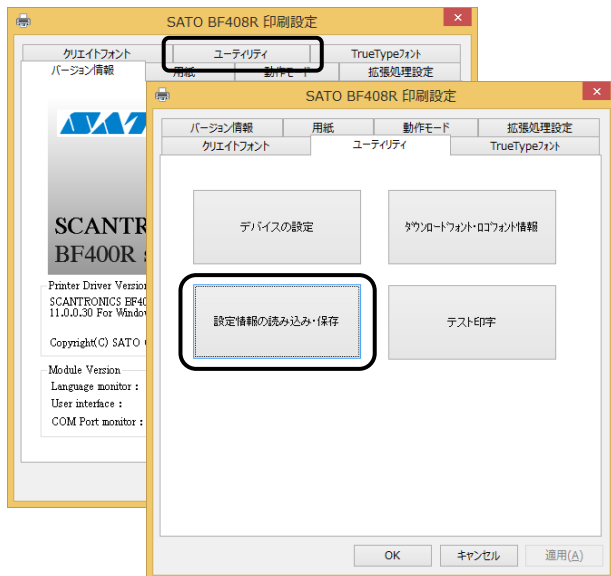 SATO BF408R 印刷設定
クリエイトフォント ユーティリティ TrueTypeフォント
バージョン情報 用紙 動作モード 拡張処理設定
SATO
SCANTR
BF400R
Printer Driver Version
SCANTRONICS BF40
11.0.0.30 For Window
Copyright(C) SATO
Module Version
Language monitor :
User interface :
COM Port monitor :
SATO BF408R 印刷設定
バージョン情報 用紙 動作モード 拡張処理設定
クリエイトフォント ユーティリティ TrueTypeフォント
デバイスの設定 ダウンロードフォント・ロゴフォント情報
設定情報の読み込み・保存 テスト印字
OK キャンセル 適用(A)